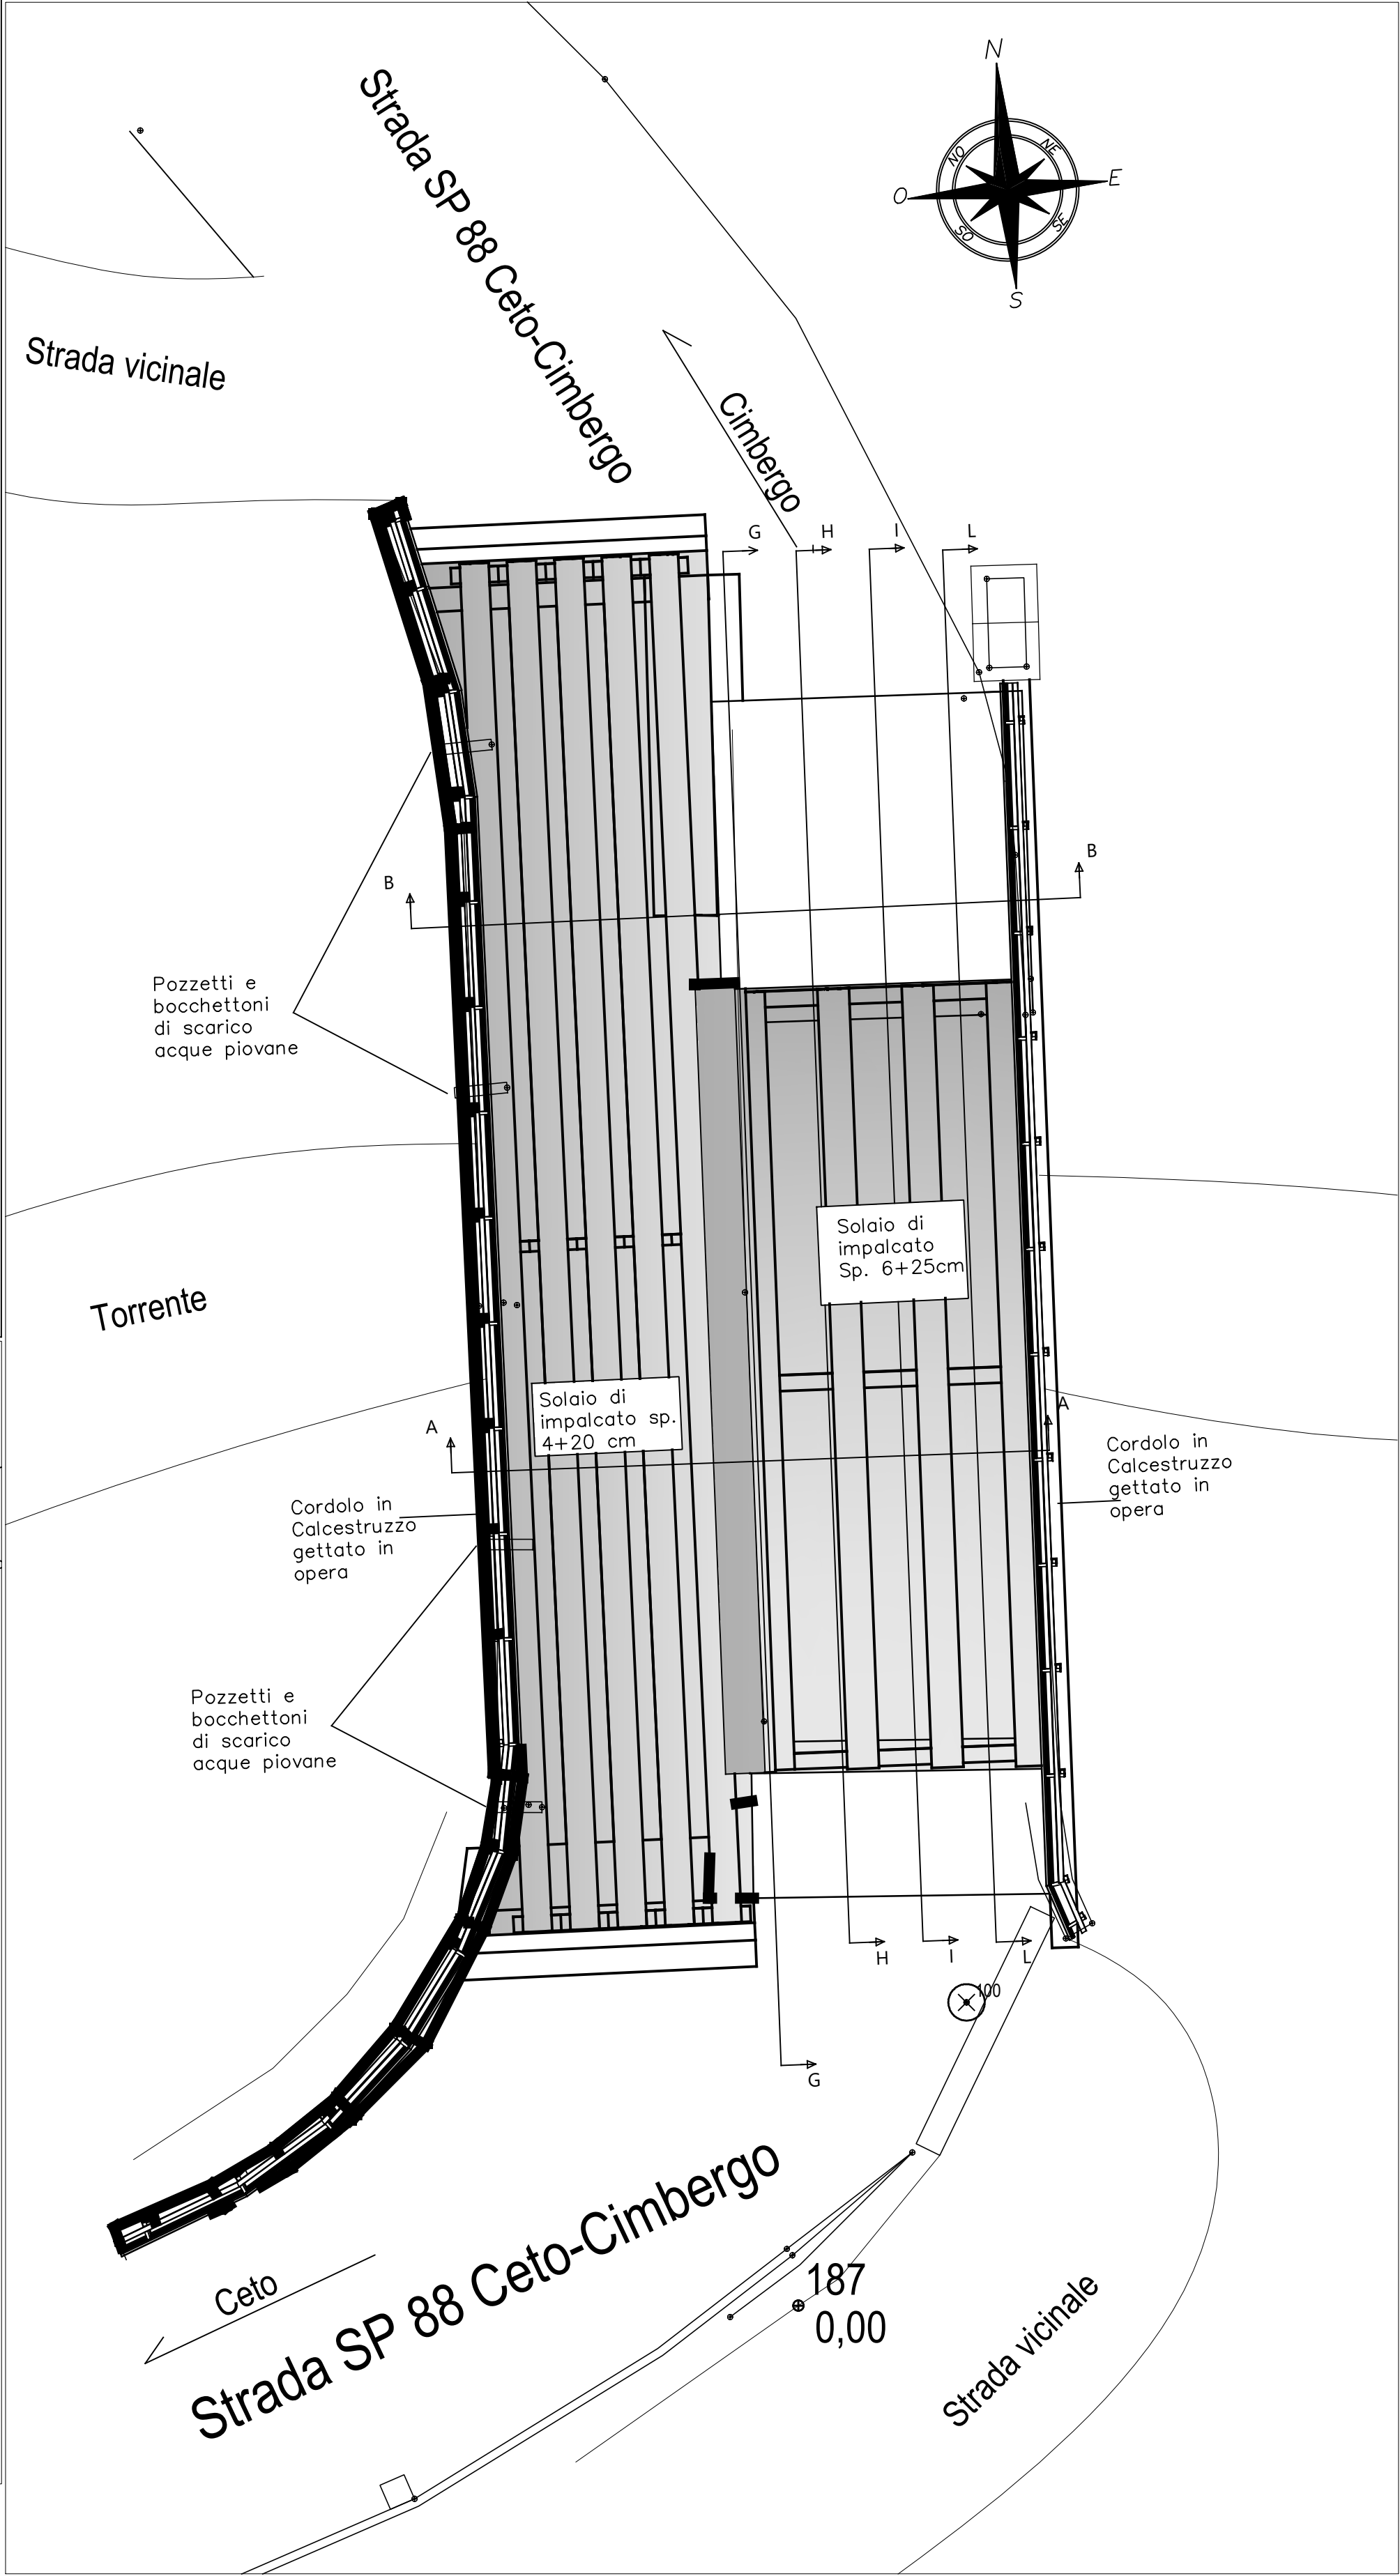 N
NO
NE
O
E
SO
SE
S
Strada SP 88 Ceto-Cimbergo
Strada vicinale
Cimbergo
G
H
I
L
B
B
Pozzetti e
bocchettoni
di scarico
acque piovane
Solaio di
impalcato
Sp. 6+25cm
Torrente
Solaio di
impalcato sp.
4+20 cm
A
A
Cordolo in
Calcestruzzo
gettato in
opera
Cordolo in
Calcestruzzo
gettato in
opera
Pozzetti e
bocchettoni
di scarico
acque piovane
H
I
L
100
G
Strada SP 88 Ceto-Cimbergo
Ceto
187
0,00
Strada vicinale